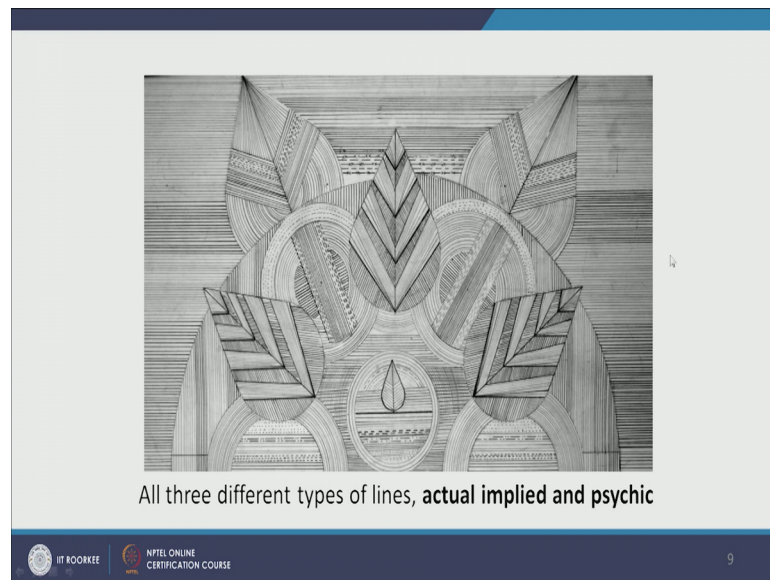 All three different types of lines, actual implied and psychic
IIT ROORKEE
NPTEL ONLINE
CERTIFICATION COURSE
9